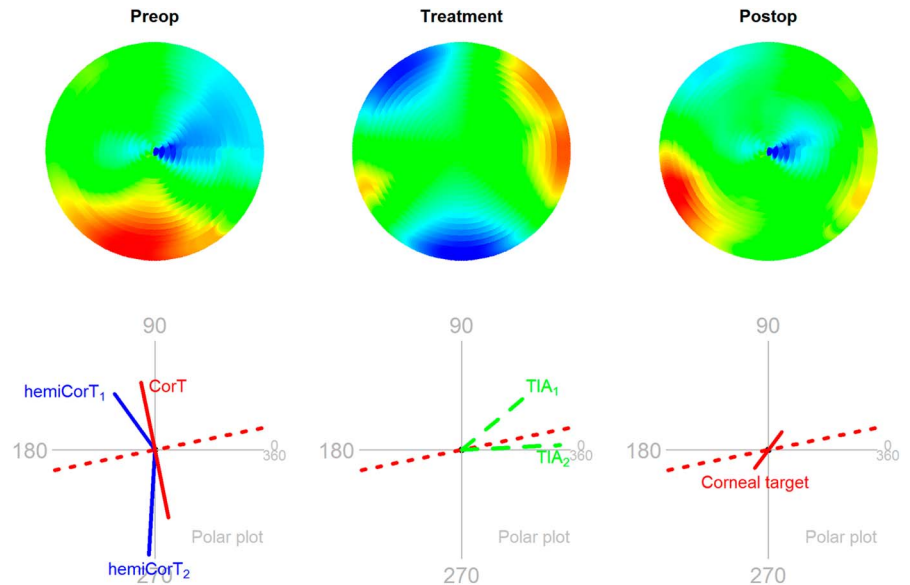 Preop
Treatment
Postop
90
hemiCorT1
CorT
180
0
360
hemiCorT2
270
Polar plot
90
TIA1
180
0
360
TIA2
270
Polar plot
90
180
0
360
Corneal target
270
Polar plot